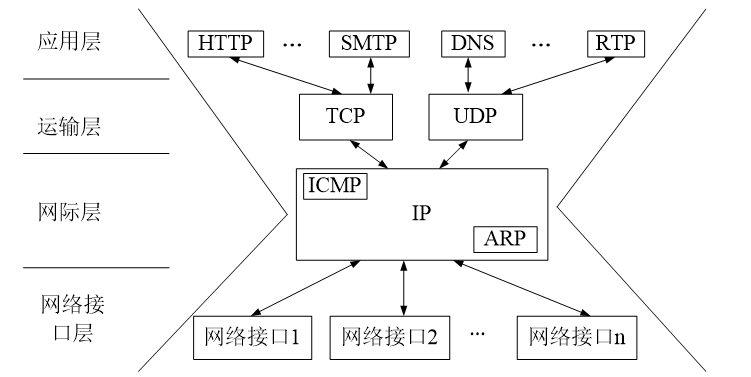 应用层
HTTP ... SMTP DNS ... RTP
运输层
TCP UDP
网际层
ICMP
IP
ARP
网络接
口层
网络接口1 网络接口2 ... 网络接口n